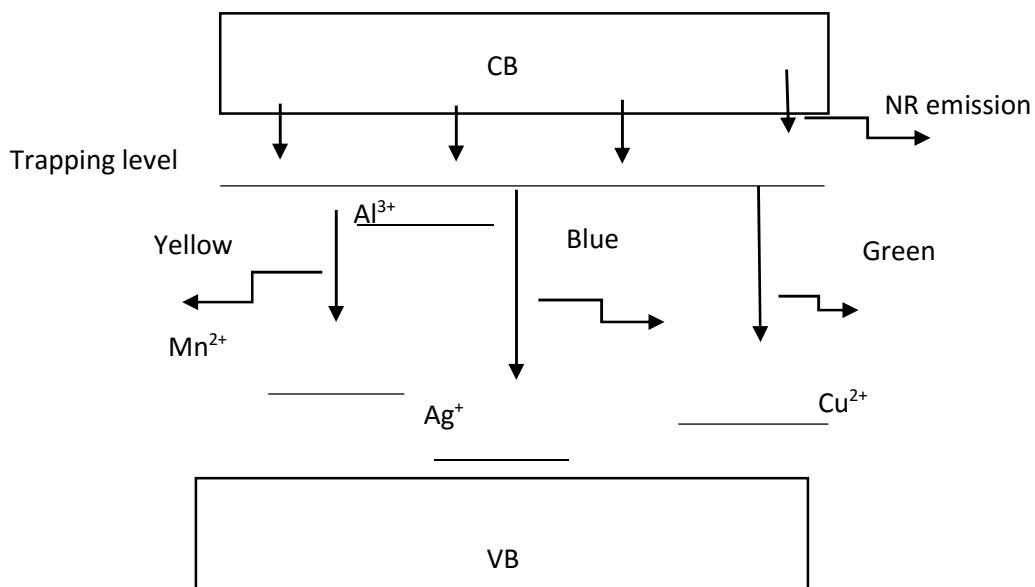 CB
NR emission
Trapping level
Al³⁺
Yellow
Blue
Green
Mn²⁺
Ag⁺
Cu²⁺
VB